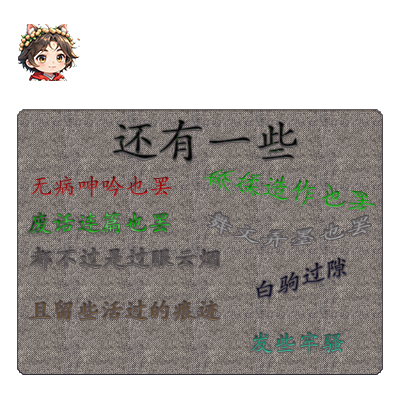 还有一些
无病呻吟也罢
矫揉造作也罢
废话连篇也罢
舞文弄墨也罢
都不过是过眼云烟
白驹过隙
且留些活过的痕迹
发些牢骚